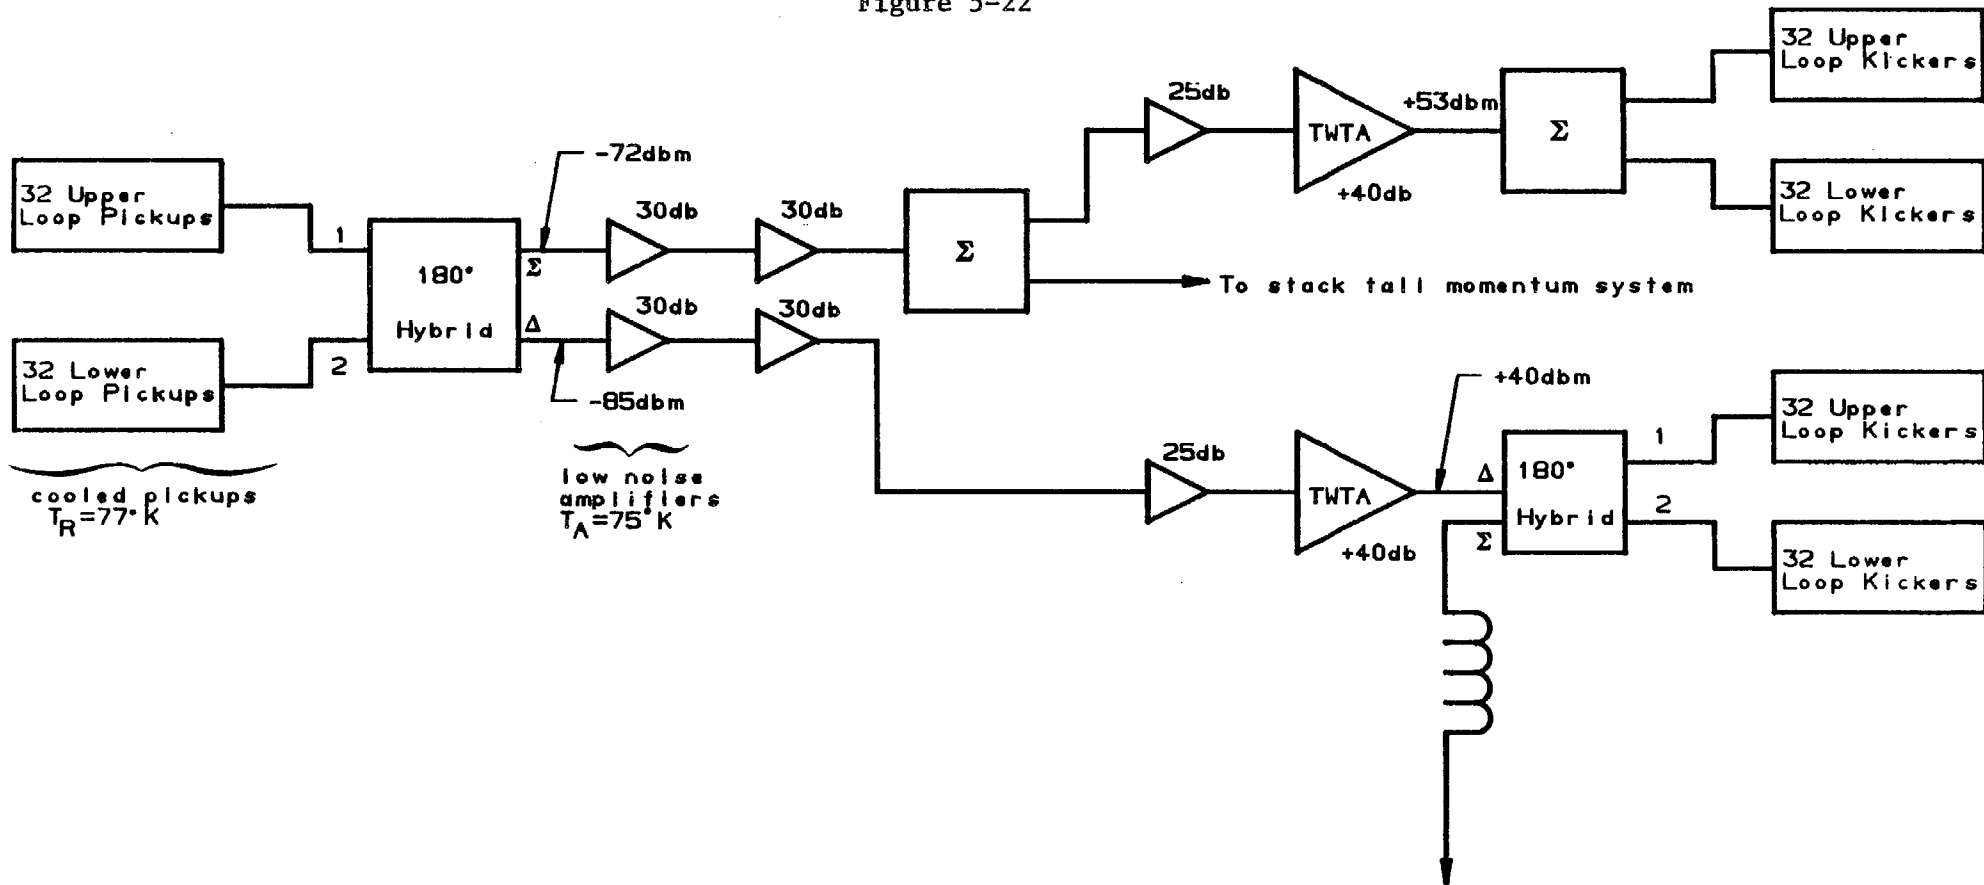 Figure 5-22
32 Upper
Loop Pickups
1
32 Lower
Loop Pickups
2
cooled pickups
T_R=77°K
180°
Hybrid
Σ
Δ
-72dbm
-85dbm
30db
30db
30db
30db
low noise
amplifiers
T_A=75°K
Σ
To stack tail momentum system
25db
TWTA
+40db
+53dbm
Σ
32 Upper
Loop Kickers
32 Lower
Loop Kickers
25db
TWTA
+40db
+40dbm
Δ
Σ
180°
Hybrid
1
2
32 Upper
Loop Kickers
32 Lower
Loop Kickers